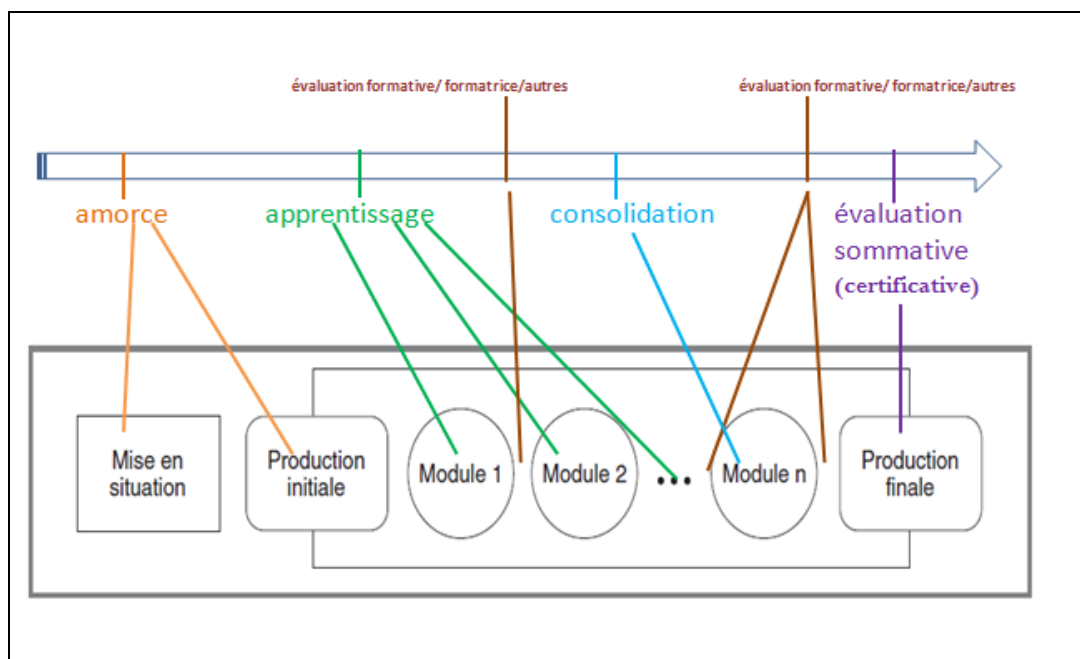 évaluation formative/ formatrice/autres
évaluation formative/ formatrice/autres
amorce
apprentissage
consolidation
évaluation
sommative
(certificative)
Mise en
situation
Production
initiale
Module 1
Module 2
...
Module n
Production
finale